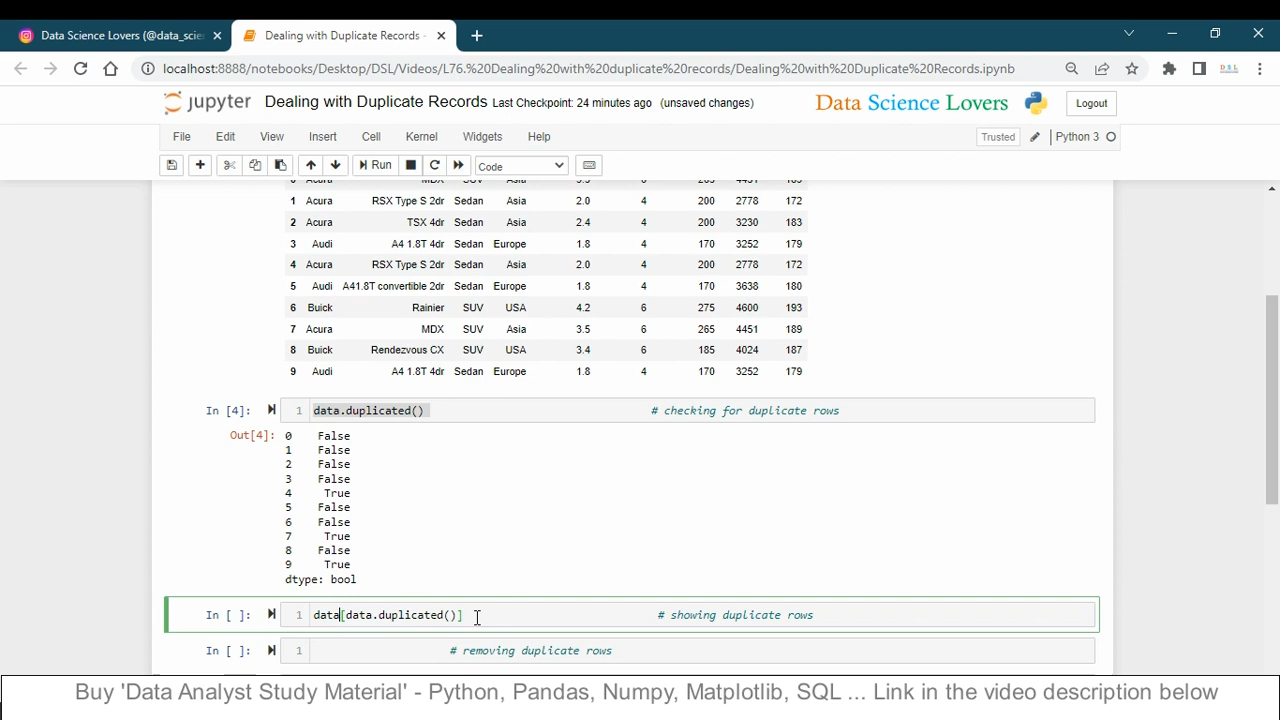 Data Science Lovers (@data_scie
Dealing with Duplicate Records -
localhost:8888/notebooks/Desktop/DSL/Videos/L76.%20Dealing%20with%20duplicate%20records/Dealing%20with%20Duplicate%20Records.ipynb
DSL
jupyter Dealing with Duplicate Records Last Checkpoint: 24 minutes ago (unsaved changes) Data Science Lovers Logout
File Edit View Insert Cell Kernel Widgets Help Trusted Python 3
Run Code
0 Acura MDX SUV Asia 3.5 6 265 4451 189
1 Acura RSX Type S 2dr Sedan Asia 2.0 4 200 2778 172
2 Acura TSX 4dr Sedan Asia 2.4 4 200 3230 183
3 Audi A4 1.8T 4dr Sedan Europe 1.8 4 170 3252 179
4 Acura RSX Type S 2dr Sedan Asia 2.0 4 200 2778 172
5 Audi A41.8T convertible 2dr Sedan Europe 1.8 4 170 3638 180
6 Buick Rainier SUV USA 4.2 6 275 4600 193
7 Acura MDX SUV Asia 3.5 6 265 4451 189
8 Buick Rendezvous CX SUV USA 3.4 6 185 4024 187
9 Audi A4 1.8T 4dr Sedan Europe 1.8 4 170 3252 179
In [4]: 1 data.duplicated() # checking for duplicate rows
Out[4]: 0 False
1 False
2 False
3 False
4 True
5 False
6 False
7 True
8 False
9 True
dtype: bool
In [ ]: 1 data[data.duplicated()] # showing duplicate rows
In [ ]: 1 # removing duplicate rows
Buy 'Data Analyst Study Material' - Python, Pandas, Numpy, Matplotlib, SQL ... Link in the video description below